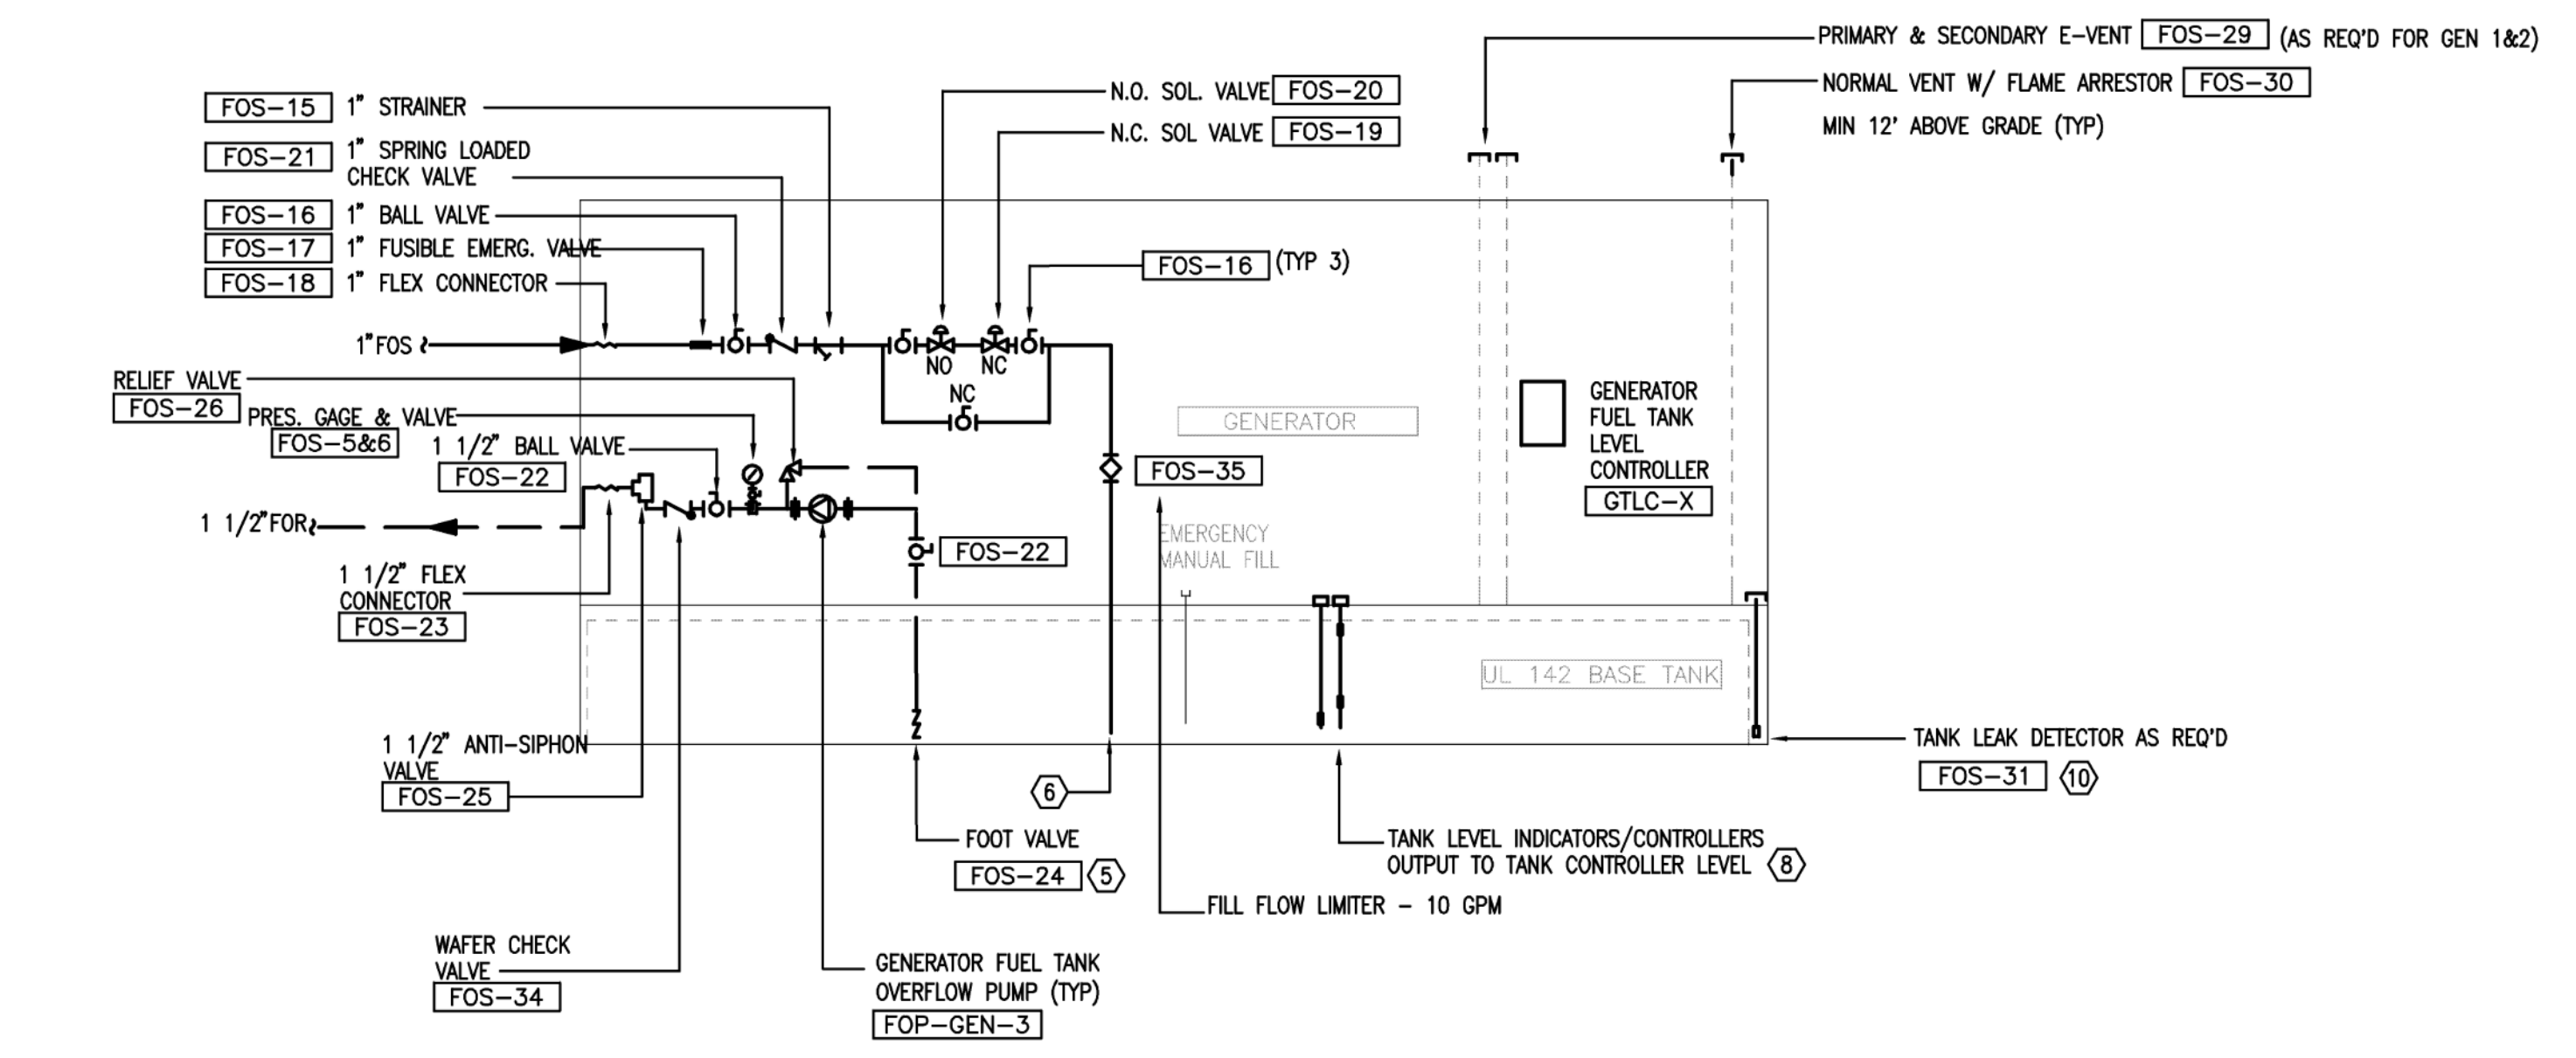 PRIMARY & SECONDARY E-VENT FOS-29 (AS REQ'D FOR GEN 1&2)
NORMAL VENT W/ FLAME ARRESTOR FOS-30
MIN 12' ABOVE GRADE (TYP)
N.O. SOL. VALVE FOS-20
N.C. SOL VALVE FOS-19
FOS-15 1" STRAINER
FOS-21 1" SPRING LOADED
CHECK VALVE
FOS-16 1" BALL VALVE
FOS-17 1" FUSIBLE EMERG. VALVE
FOS-18 1" FLEX CONNECTOR
FOS-16 (TYP 3)
1"FOS
NO NC
NC
RELIEF VALVE
FOS-26
PRES. GAGE & VALVE
FOS-5&6
1 1/2" BALL VALVE
FOS-22
GENERATOR
GENERATOR
FUEL TANK
LEVEL
CONTROLLER
GTLC-X
FOS-35
1 1/2"FOR
EMERGENCY
MANUAL FILL
FOS-22
1 1/2" FLEX
CONNECTOR
FOS-23
UL 142 BASE TANK
1 1/2" ANTI-SIPHON
VALVE
FOS-25
TANK LEAK DETECTOR AS REQ'D
FOS-31 10
6
FOOT VALVE
FOS-24 5
TANK LEVEL INDICATORS/CONTROLLERS
OUTPUT TO TANK CONTROLLER LEVEL 8
FILL FLOW LIMITER - 10 GPM
WAFER CHECK
VALVE
FOS-34
GENERATOR FUEL TANK
OVERFLOW PUMP (TYP)
FOP-GEN-3